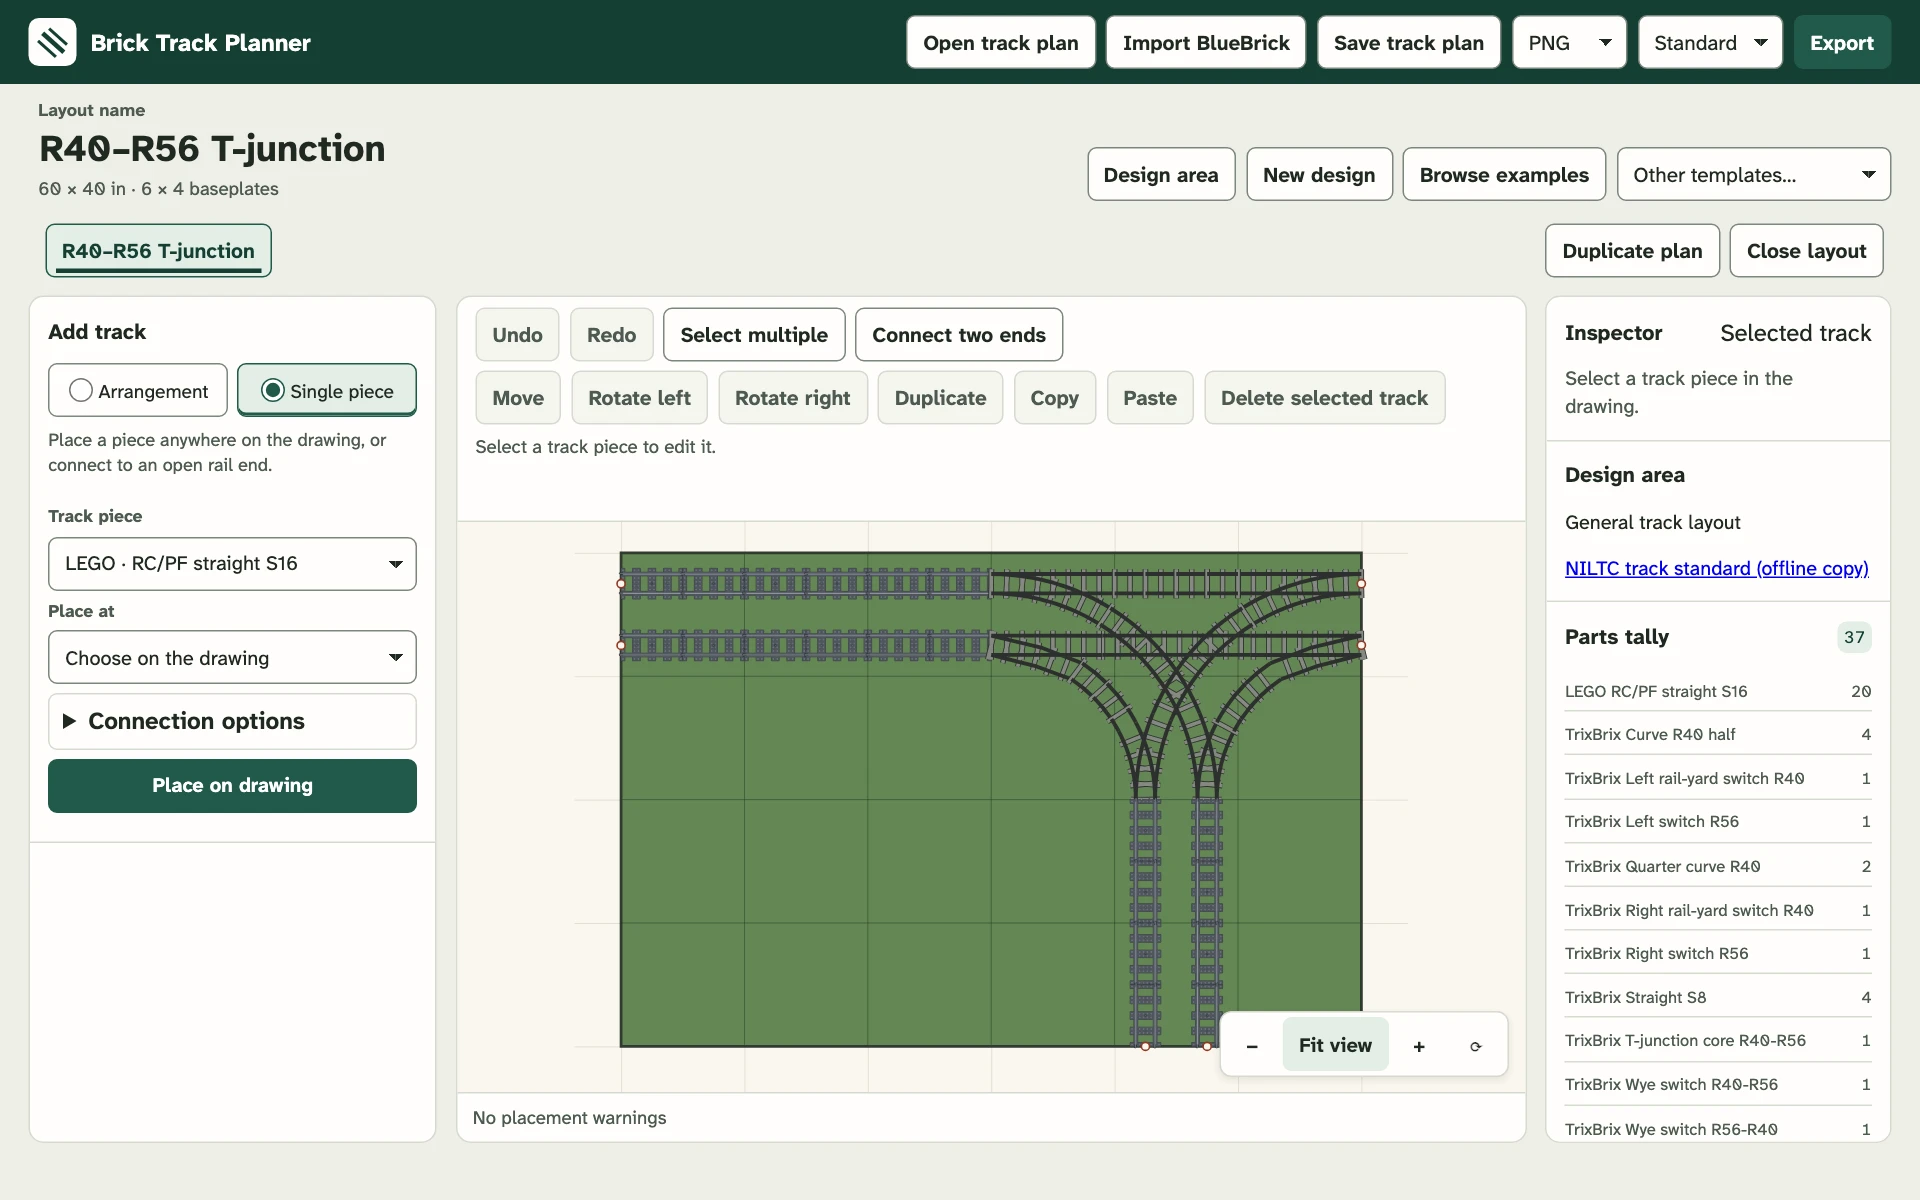 Brick Track Planner
Open track plan
Import BlueBrick
Save track plan
PNG
Standard
Export
Layout name
R40–R56 T-junction
60 × 40 in · 6 × 4 baseplates
Design area
New design
Browse examples
Other templates...
R40–R56 T-junction
Duplicate plan
Close layout
Add track
Arrangement
Single piece
Place a piece anywhere on the drawing, or
connect to an open rail end.
Track piece
LEGO · RC/PF straight S16
Place at
Choose on the drawing
Connection options
Place on drawing
Undo
Redo
Select multiple
Connect two ends
Move
Rotate left
Rotate right
Duplicate
Copy
Paste
Delete selected track
Select a track piece to edit it.
Fit view
No placement warnings
Inspector
Selected track
Select a track piece in the
drawing.
Design area
General track layout
NILTC track standard (offline copy)
Parts tally 37
LEGO RC/PF straight S16 20
TrixBrix Curve R40 half 4
TrixBrix Left rail-yard switch R40 1
TrixBrix Left switch R56 1
TrixBrix Quarter curve R40 2
TrixBrix Right rail-yard switch R40 1
TrixBrix Right switch R56 1
TrixBrix Straight S8 4
TrixBrix T-junction core R40-R56 1
TrixBrix Wye switch R40-R56 1
TrixBrix Wye switch R56-R40 1